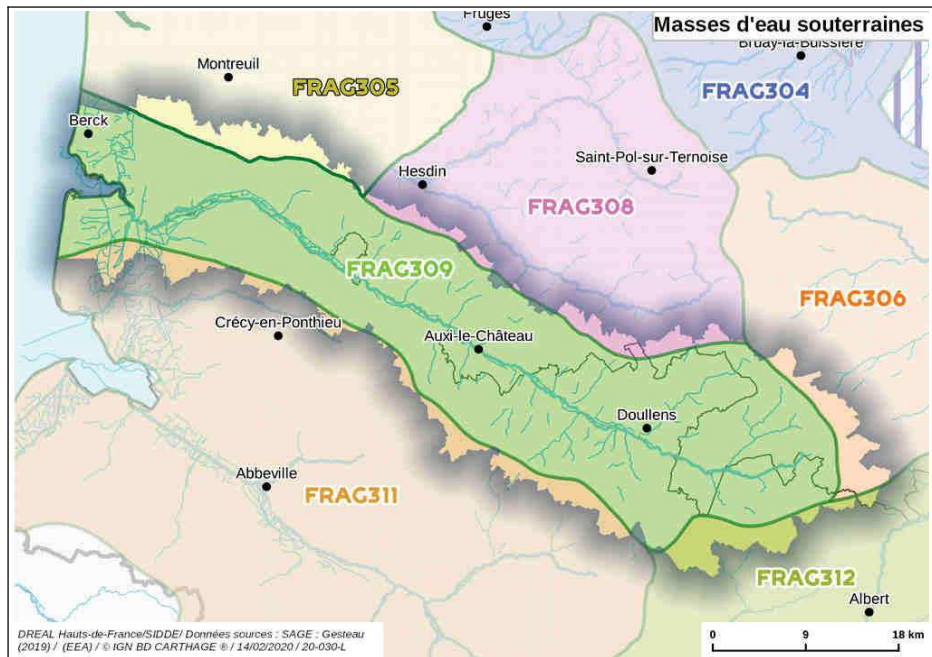 Masses d'eau souterraines
Fruges
Bruay-la-Buissière
Montreuil
FRAG305
FRAG304
Berck
Hesdin
Saint-Pol-sur-Ternoise
FRAG308
FRAG309
FRAG306
Crécy-en-Ponthieu
Auxi-le-Château
Doullens
Abbeville
FRAG311
FRAG312
Albert
DREAL Hauts-de-France/SIDDE/ Données sources : SAGE : Gesteau
(2019) / (EEA) / © IGN BD CARTHAGE ® / 14/02/2020 / 20-030-L
0 9 18 km